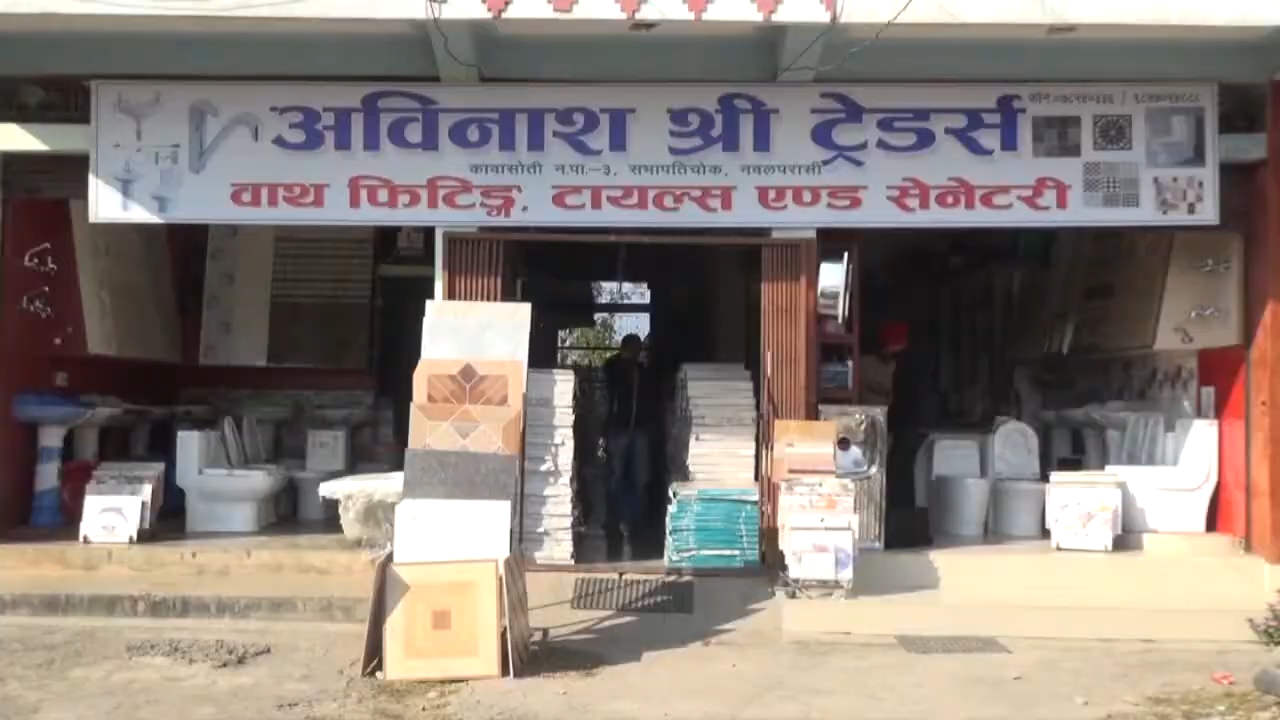 अविनाश श्री ट्रेडर्स
कावासोती न.पा.–३, सभापतिचोक, नवलपरासी
वाथ फिटिङ्ग, टायल्स एण्ड सेनेटरी